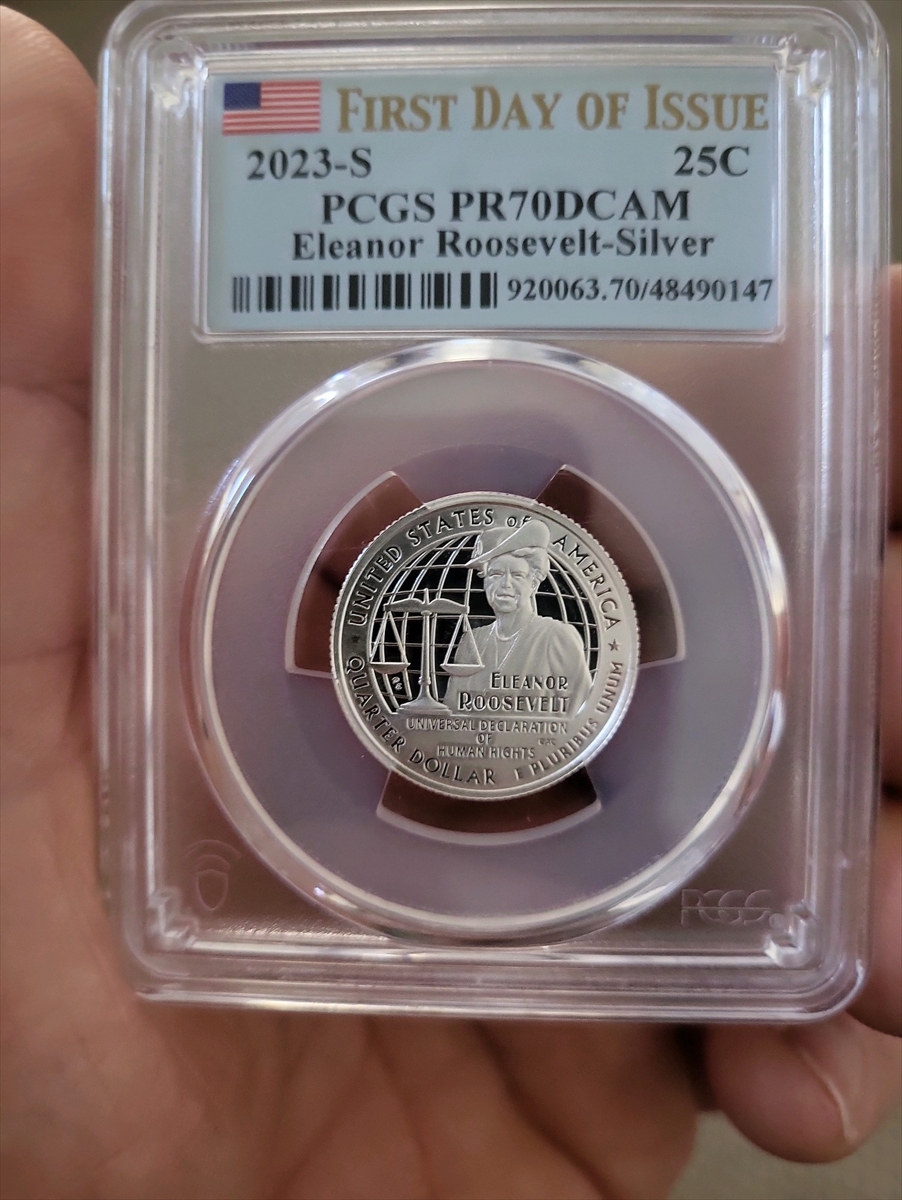 FIRST DAY OF ISSUE
2023-S 25C
PCGS PR70DCAM
Eleanor Roosevelt-Silver
920063.70/48490147
UNITED STATES OF AMERICA
ELEANOR
ROOSEVELT
UNIVERSAL DECLARATION
OF
HUMAN RIGHTS
QUARTER DOLLAR
E PLURIBUS UNUM
PCGS